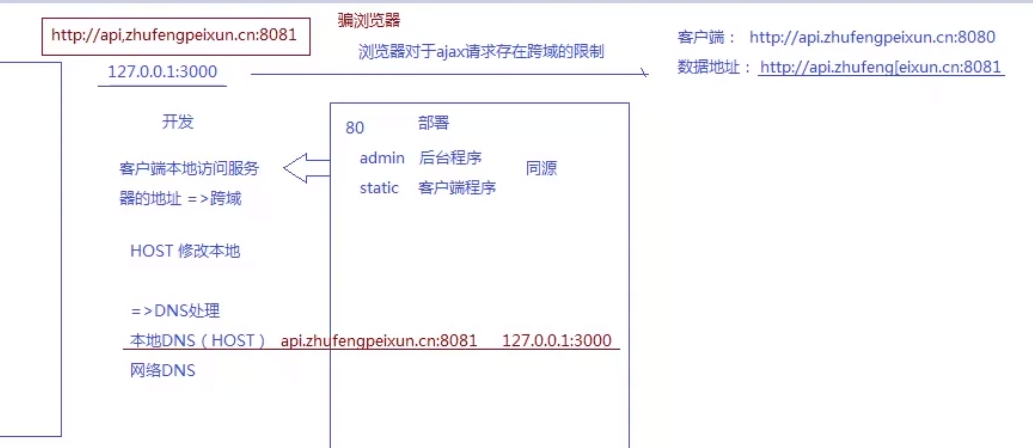 http://api,zhufengpeixun.cn:8081
骗浏览器
浏览器对于ajax请求存在跨域的限制
客户端： http://api.zhufengpeixun.cn:8080
数据地址： http://api.zhufeng[eixun.cn:8081
127.0.0.1:3000
开发
客户端本地访问服务
器的地址 =>跨域
80 部署
admin 后台程序
static 客户端程序
同源
HOST 修改本地
=>DNS处理
本地DNS（HOST） api.zhufengpeixun.cn:8081 127.0.0.1:3000
网络DNS